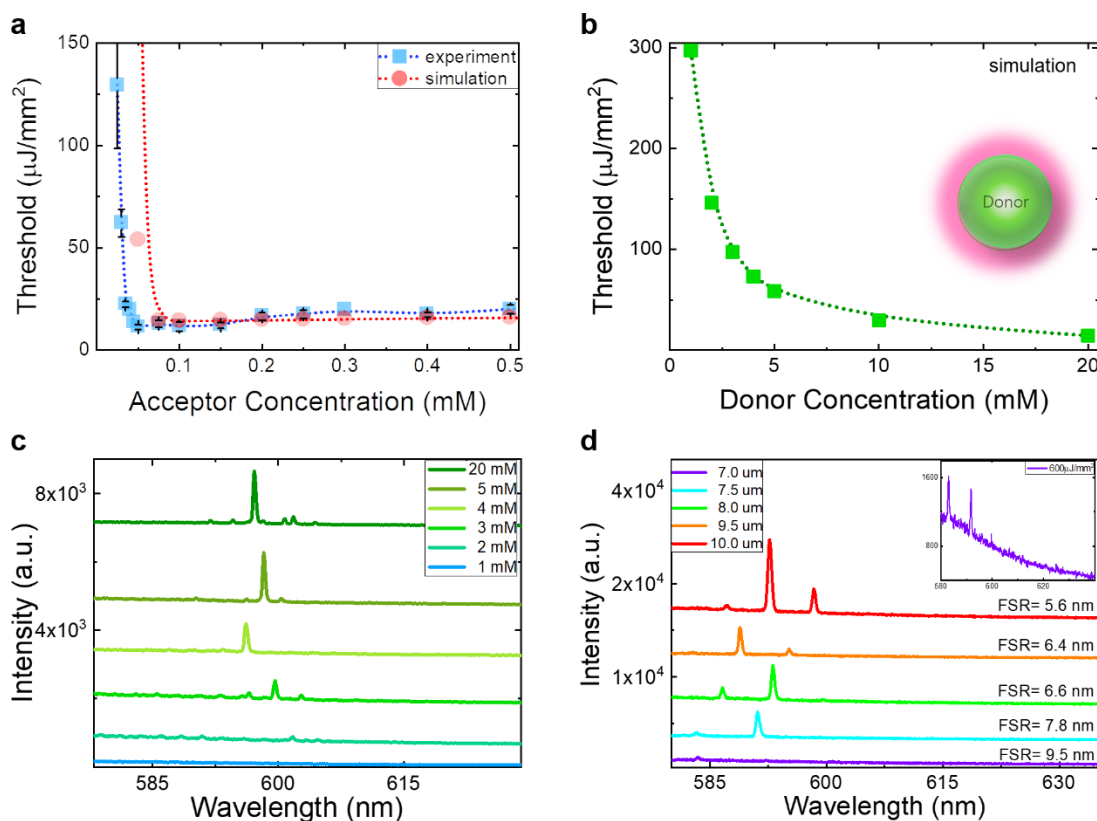 a
150
100
50
0
0.1
0.2
0.3
0.4
0.5
Threshold (μJ/mm²)
Acceptor Concentration (mM)
experiment
simulation
b
300
200
100
0
0
5
10
15
20
Threshold (μJ/mm²)
Donor Concentration (mM)
simulation
Donor
c
8×10³
4×10³
585
600
615
Intensity (a.u.)
Wavelength (nm)
20 mM
5 mM
4 mM
3 mM
2 mM
1 mM
d
4x10⁴
2x10⁴
1x10⁴
585
600
615
630
Intensity (a.u.)
Wavelength (nm)
7.0 um
7.5 um
8.0 um
9.5 um
10.0 um
600μJ/mm²
1600
800
580
600
620
FSR= 5.6 nm
FSR= 6.4 nm
FSR= 6.6 nm
FSR= 7.8 nm
FSR= 9.5 nm